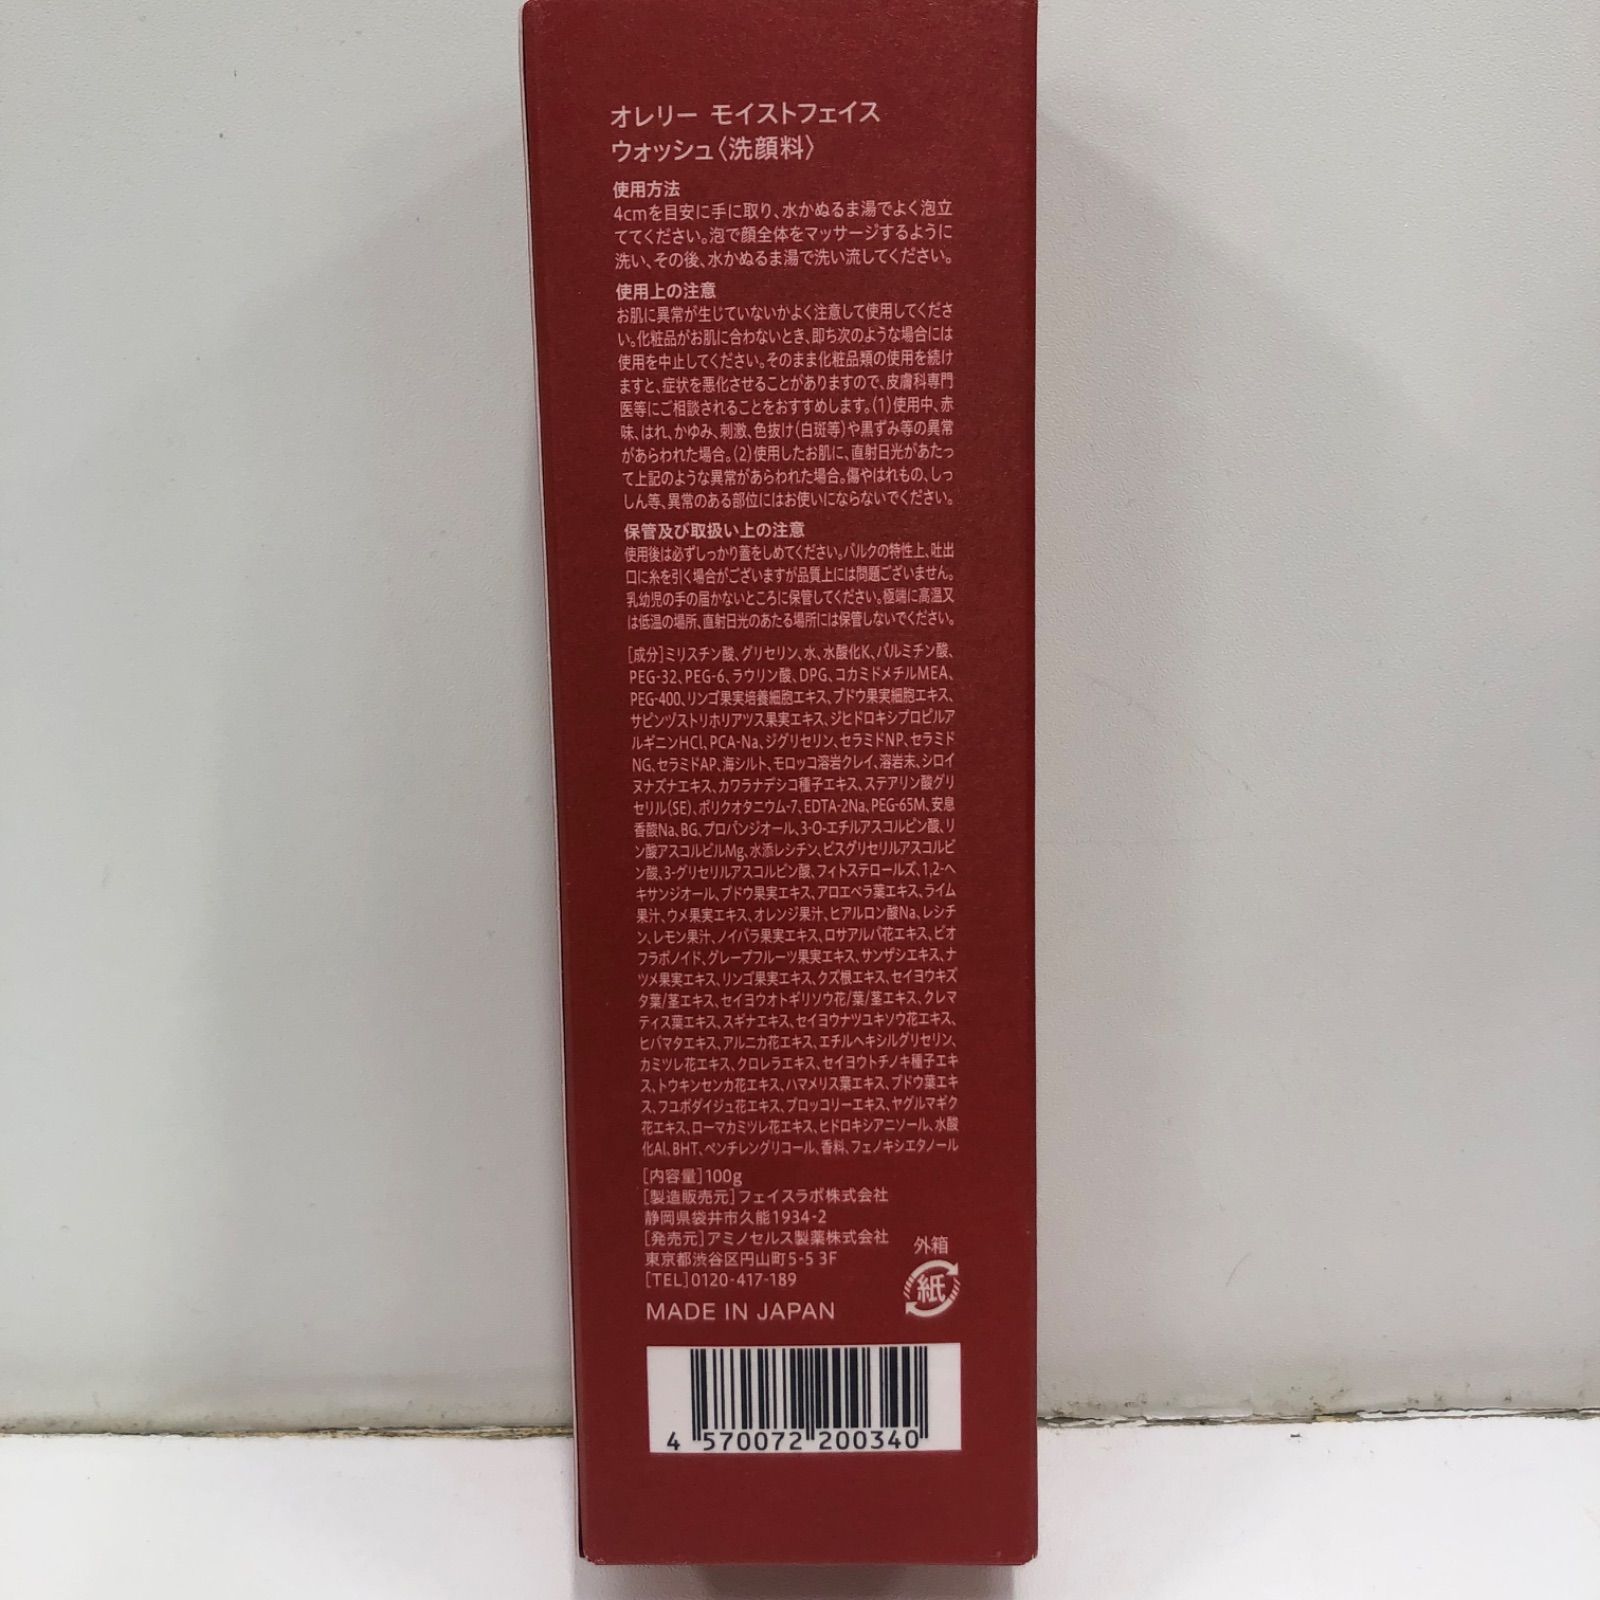 オレリー モイストフェイス
ウォッシュ〈洗顔料〉
使用方法
4cmを目安に手に取り、水かぬるま湯でよく泡立
ててください。泡で顔全体をマッサージするように
洗い、その後、水かぬるま湯で洗い流してください。
使用上の注意
お肌に異常が生じていないかよく注意して使用してくださ
い。化粧品がお肌に合わないとき、即ち次のような場合には
使用を中止してください。そのまま化粧品類の使用を続け
ますと、症状を悪化させることがありますので、皮膚科専門
医等にご相談されることをおすすめします。(1)使用中、赤
味、はれ、かゆみ、刺激、色抜け(白斑等)や黒ずみ等の異常
があらわれた場合。(2)使用したお肌に、直射日光があたっ
て上記のような異常があらわれた場合。傷やはれもの、しっ
しん等、異常のある部位にはお使いにならないでください。
保管及び取扱い上の注意
使用後は必ずしっかり蓋をしめてください。バルクの特性上、吐出
口に糸を引く場合がございますが品質上には問題ございません。
乳幼児の手の届かないところに保管してください。極端に高温又
は低温の場所、直射日光のあたる場所には保管しないでください。
[成分]ミリスチン酸、グリセリン、水、水酸化K、パルミチン酸、
PEG-32、PEG-6、ラウリン酸、DPG、コカミドメチルMEA、
PEG-400、リンゴ果実培養細胞エキス、ブドウ果実細胞エキス、
サピンヅストリホリアツス果実エキス、ジヒドロキシプロピルア
ルギニンHCl、PCA-Na、ジグリセリン、セラミドNP、セラミド
NG、セラミドAP、海シルト、モロッコ溶岩クレイ、溶岩末、シロイ
ヌナズナエキス、カワラナデシコ種子エキス、ステアリン酸グリ
セリル(SE)、ポリクオタニウム-7、EDTA-2Na、PEG-65M、安息
香酸Na、BG、プロパンジオール、3-O-エチルアスコルビン酸、リ
ン酸アスコルビルMg、水添レシチン、ビスグリセリルアスコルビ
ン酸、3-グリセリルアスコルビン酸、フィトステロールズ、1,2-ヘ
キサンジオール、ブドウ果実エキス、アロエベラ葉エキス、ライム
果汁、ウメ果実エキス、オレンジ果汁、ヒアルロン酸Na、レシチ
ン、レモン果汁、ノイバラ果実エキス、ロサアルバ花エキス、ビオ
フラボノイド、グレープフルーツ果実エキス、サンザシエキス、ナ
ツメ果実エキス、リンゴ果実エキス、クズ根エキス、セイヨウキズ
タ葉/茎エキス、セイヨウオトギリソウ花/葉/茎エキス、クレマ
ティス葉エキス、スギナエキス、セイヨウナツユキソウ花エキス、
ヒバマタエキス、アルニカ花エキス、エチルヘキシルグリセリン、
カミツレ花エキス、クロレラエキス、セイヨウトチノキ種子エキ
ス、トウキンセンカ花エキス、ハマメリス葉エキス、ブドウ葉エキ
ス、フユボダイジュ花エキス、ブロッコリーエキス、ヤグルマギク
花エキス、ローマカミツレ花エキス、ヒドロキシアニソール、水酸
化Al、BHT、ペンチレングリコール、香料、フェノキシエタノール
[内容量]100g
[製造販売元]フェイスラボ株式会社
静岡県袋井市久能1934-2
[発売元]アミノセルス製薬株式会社
東京都渋谷区円山町5-5 3F
[TEL]0120-417-189
MADE IN JAPAN
外箱
紙
4 570072 200340